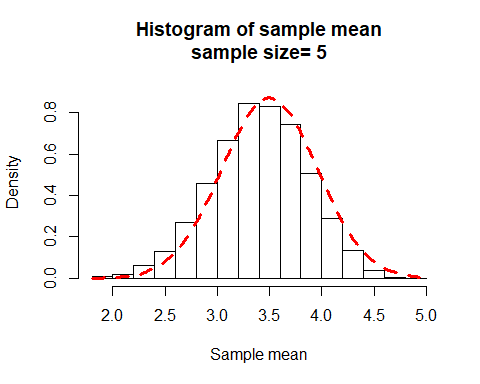 Histogram of sample mean
sample size= 5
Density
0.0 0.2 0.4 0.6 0.8
2.0 2.5 3.0 3.5 4.0 4.5 5.0
Sample mean